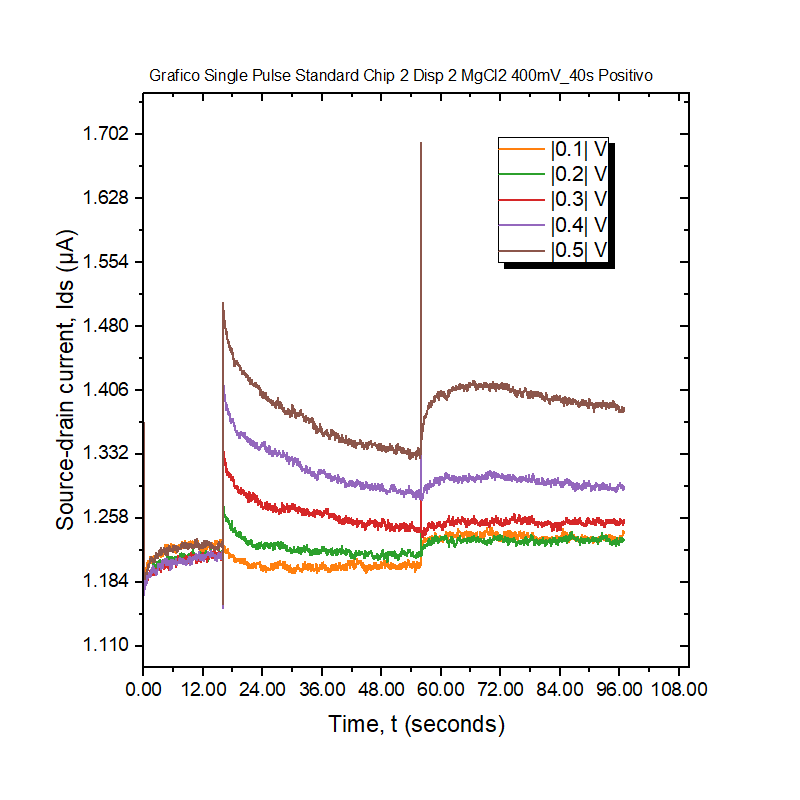 Grafico Single Pulse Standard Chip 2 Disp 2 MgCl2 400mV_40s Positivo
|0.1| V
|0.2| V
|0.3| V
|0.4| V
|0.5| V
Source-drain current, Ids (µA)
1.702
1.628
1.554
1.480
1.406
1.332
1.258
1.184
1.110
0.00 12.00 24.00 36.00 48.00 60.00 72.00 84.00 96.00 108.00
Time, t (seconds)